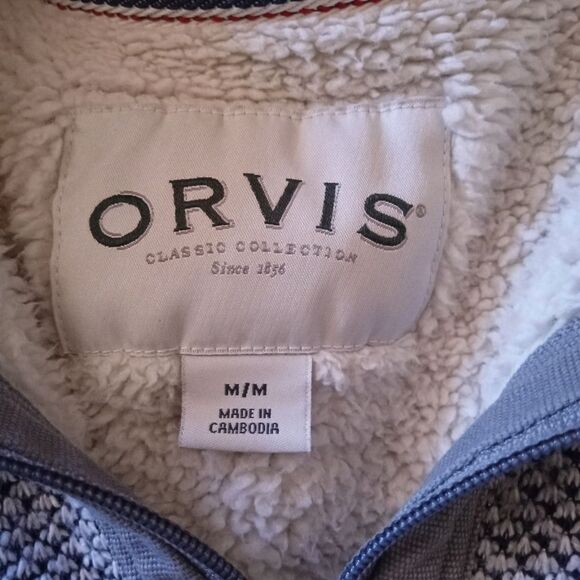 ORVIS®
CLASSIC COLLECTION
Since 1856
M/M
MADE IN
CAMBODIA